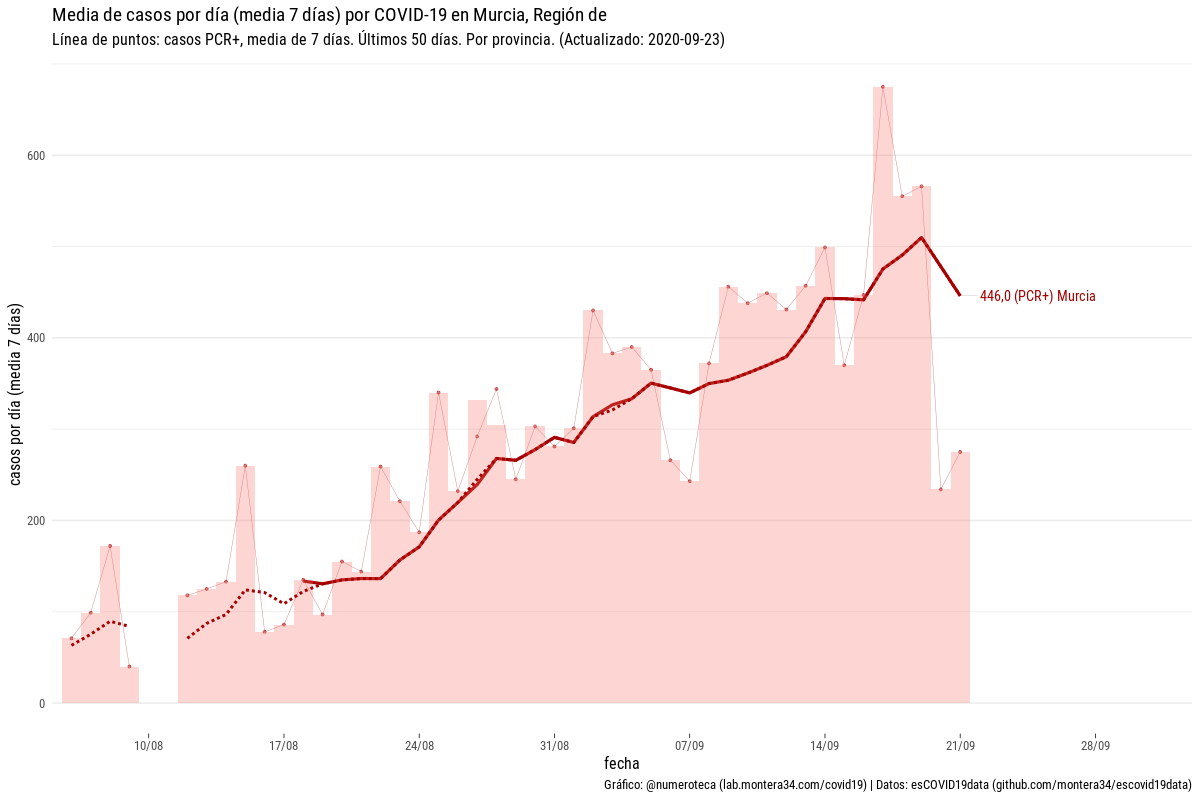 Media de casos por día (media 7 días) por COVID-19 en Murcia, Región de
Línea de puntos: casos PCR+, media de 7 días. Últimos 50 días. Por provincia. (Actualizado: 2020-09-23)
casos por día (media 7 días)
600
400
200
0
446,0 (PCR+) Murcia
10/08 17/08 24/08 31/08 07/09 14/09 21/09 28/09
fecha
Gráfico: @numeroteca (lab.montera34.com/covid19) | Datos: esCOVID19data (github.com/montera34/escovid19data)